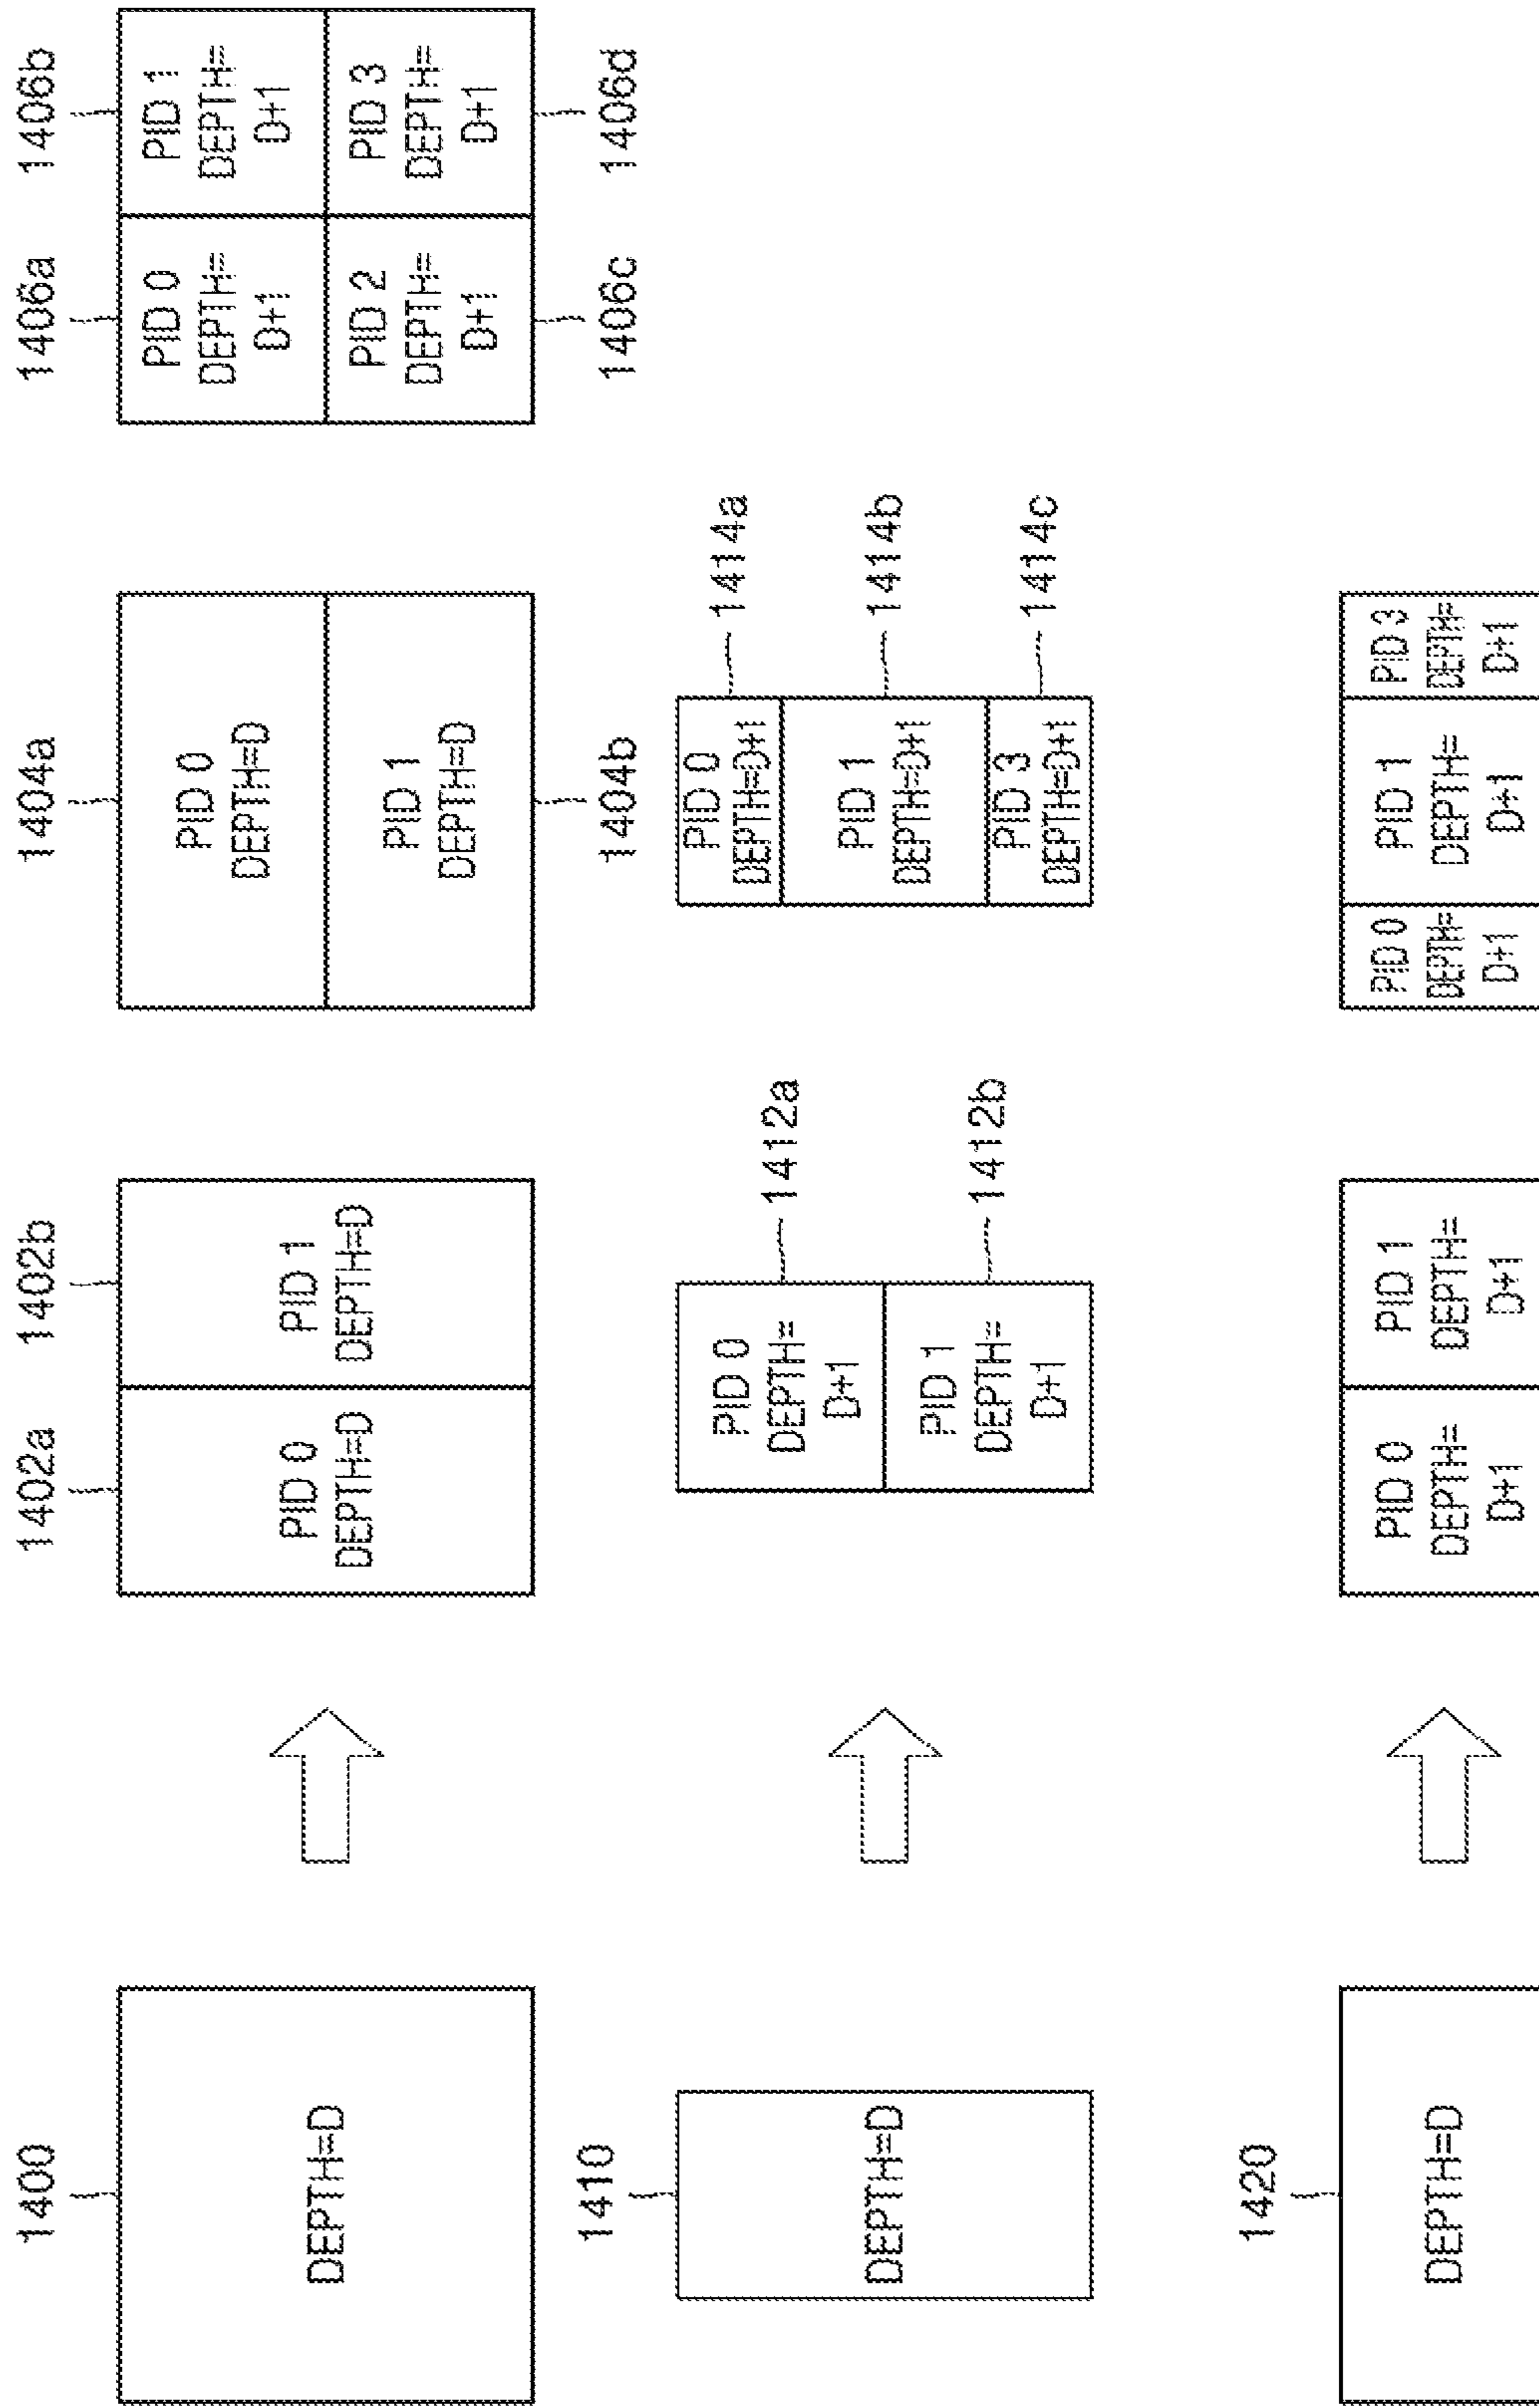 1400
DEPTH=D
1402a
1402b
PID 0
DEPTH=D
PID 1
DEPTH=D
1404a
PID 0
DEPTH=D
PID 1
DEPTH=D
1404b
1406a
1406b
PID 0
DEPTH=
D+1
PID 1
DEPTH=
D+1
PID 2
DEPTH=
D+1
PID 3
DEPTH=
D+1
1406c
1406d
1410
DEPTH=D
PID 0
DEPTH=
D+1
1412a
PID 1
DEPTH=
D+1
1412b
PID 0
DEPTH=D+1
1414a
PID 1
DEPTH=D+1
1414b
PID 3
DEPTH=D+1
1414c
1420
DEPTH=D
PID 0
DEPTH=
D+1
PID 1
DEPTH=
D+1
PID 0
DEPTH=
D+1
PID 1
DEPTH=
D+1
PID 3
DEPTH=
D+1